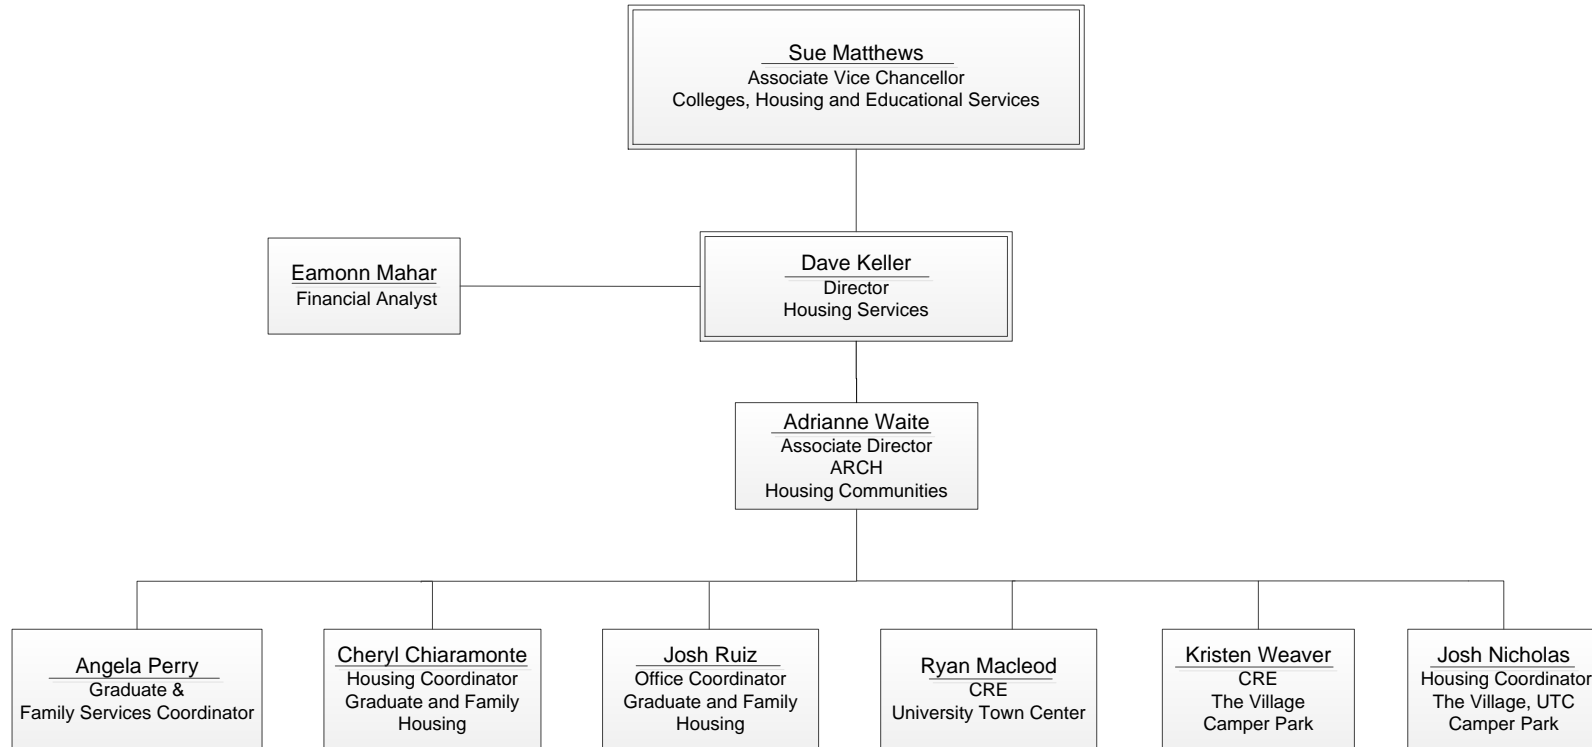 Sue Matthews
Associate Vice Chancellor
Colleges, Housing and Educational Services
Eamonn Mahar
Financial Analyst
Dave Keller
Director
Housing Services
Adrianne Waite
Associate Director
ARCH
Housing Communities
Angela Perry
Graduate &
Family Services Coordinator
Cheryl Chiaramonte
Housing Coordinator
Graduate and Family
Housing
Josh Ruiz
Office Coordinator
Graduate and Family
Housing
Ryan Macleod
CRE
University Town Center
Kristen Weaver
CRE
The Village
Camper Park
Josh Nicholas
Housing Coordinator
The Village, UTC
Camper Park